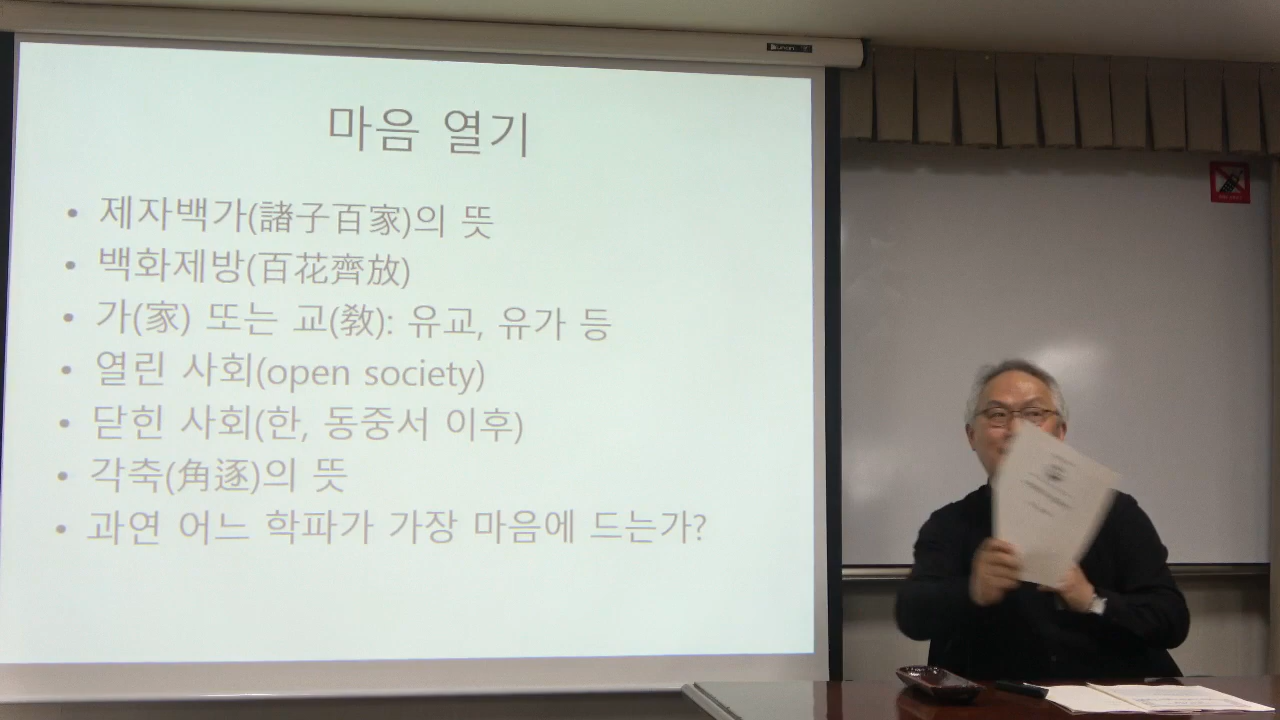 마음 열기
• 제자백가(諸子百家)의 뜻
• 백화제방(百花齊放)
• 가(家) 또는 교(敎): 유교, 유가 등
• 열린 사회(open society)
• 닫힌 사회(한, 동중서 이후)
• 각축(角逐)의 뜻
• 과연 어느 학파가 가장 마음에 드는가?